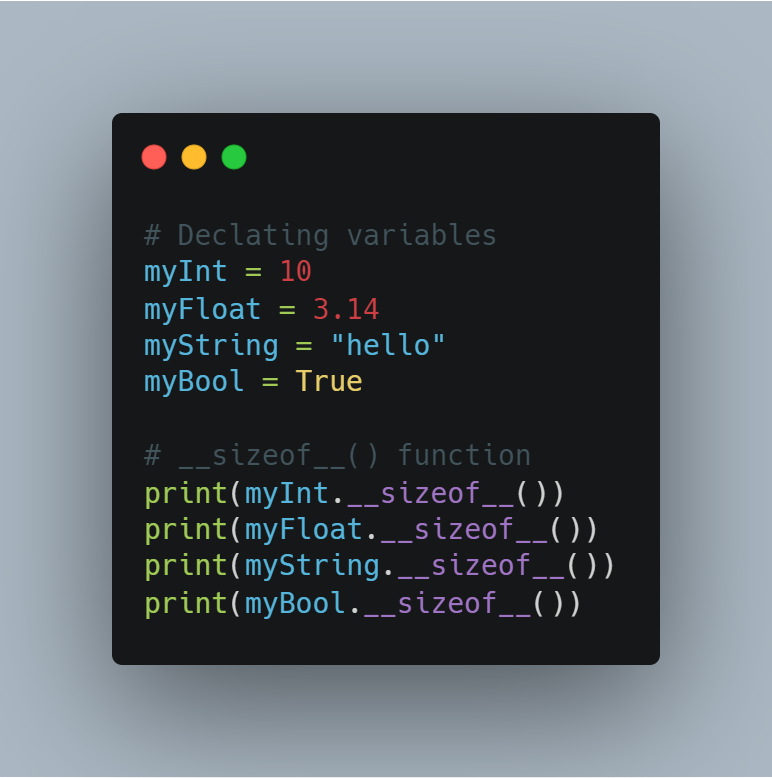 # Declating variables
myInt = 10
myFloat = 3.14
myString = "hello"
myBool = True
# __sizeof__() function
print(myInt.__sizeof__())
print(myFloat.__sizeof__())
print(myString.__sizeof__())
print(myBool.__sizeof__())